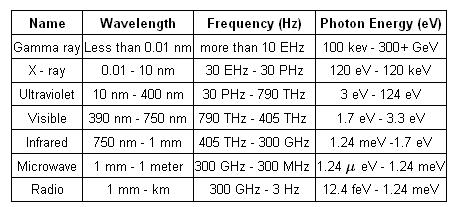 Name Wavelength Frequency (Hz) Photon Energy (eV)
Gamma ray Less than 0.01 nm more than 10 EHz 100 kev - 300+ GeV
X - ray 0.01 - 10 nm 30 EHz - 30 PHz 120 eV - 120 keV
Ultraviolet 10 nm - 400 nm 30 PHz - 790 THz 3 eV - 124 eV
Visible 390 nm - 750 nm 790 THz - 405 THz 1.7 eV - 3.3 eV
Infrared 750 nm - 1 mm 405 THz - 300 GHz 1.24 meV -1.7 eV
Microwave 1 mm - 1 meter 300 GHz - 300 MHz 1.24 μ eV - 1.24 meV
Radio 1 mm - km 300 GHz - 3 Hz 12.4 feV - 1.24 meV